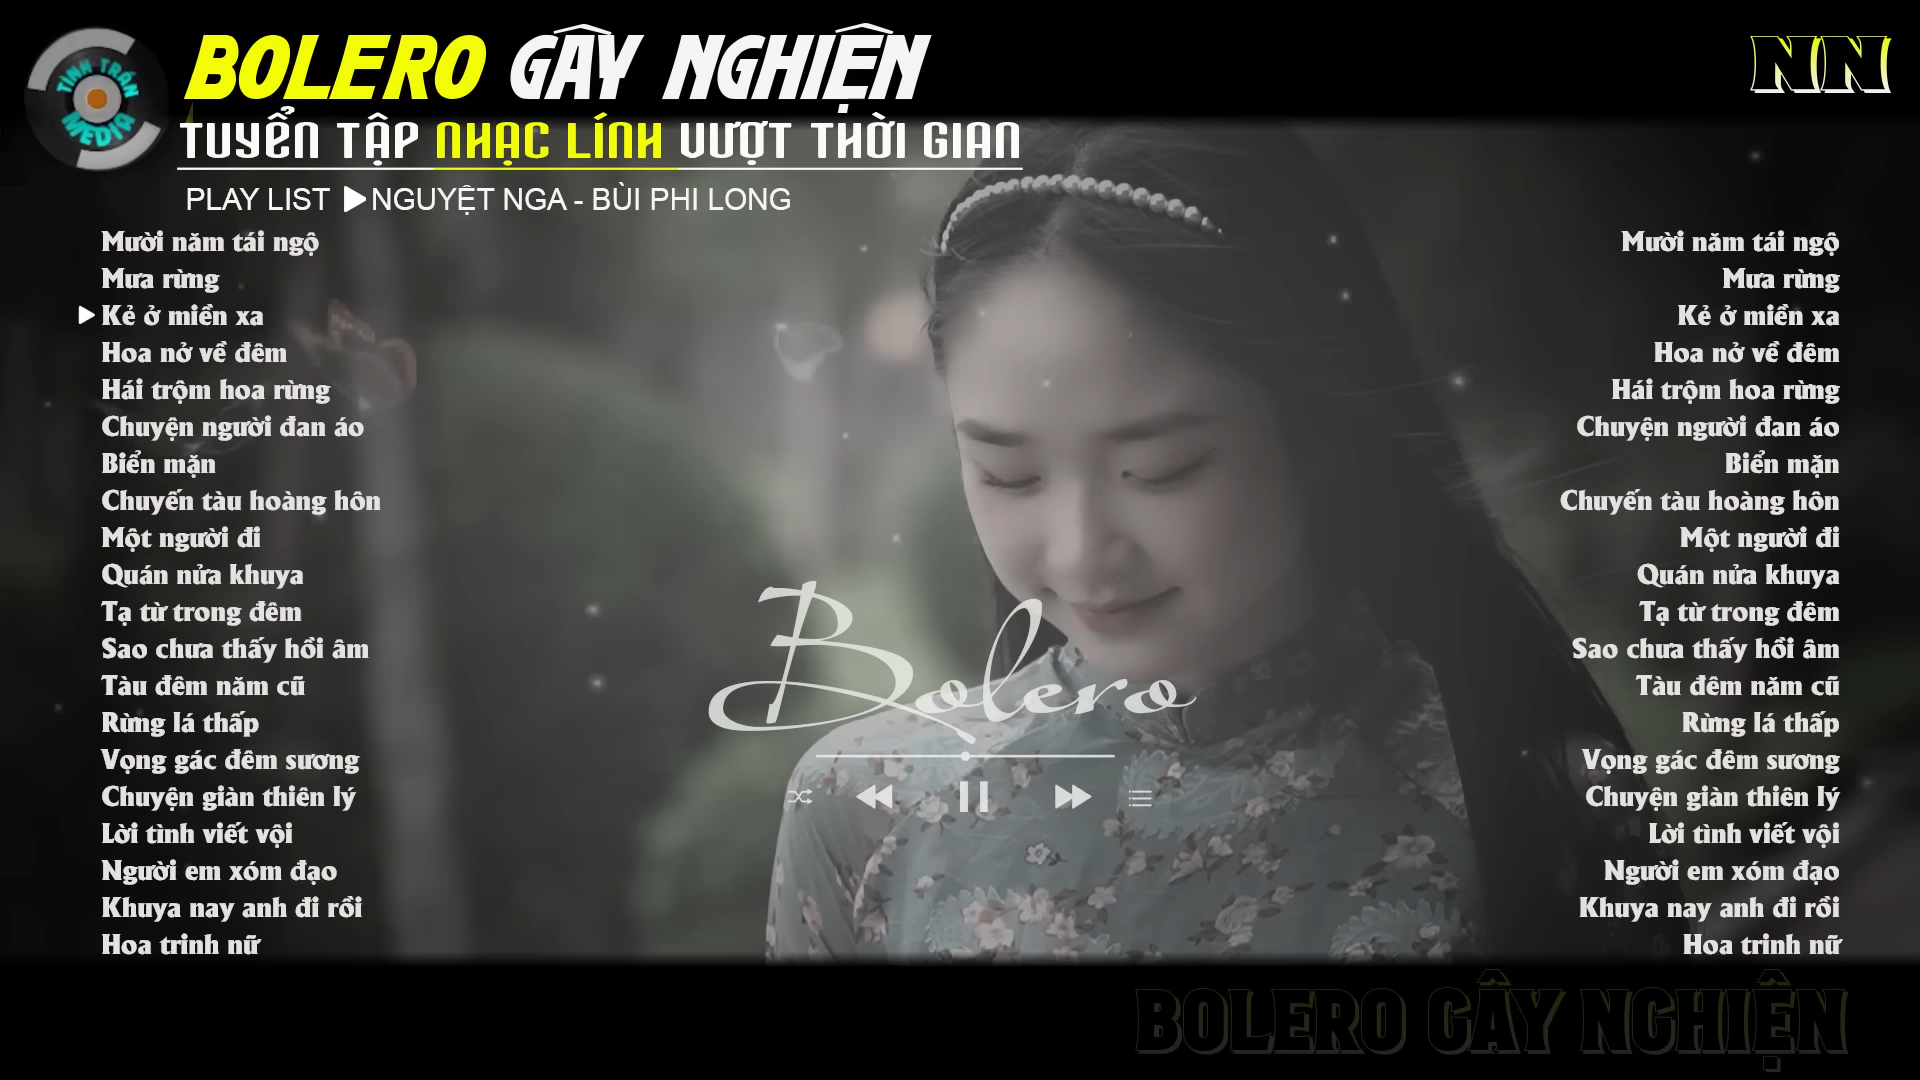 TÌNH TRẦN
MEDIA
BOLERO GÂY NGHIỆN
NN
TUYỂN TẬP NHẠC LÍNH VƯỢT THỜI GIAN
PLAY LIST NGUYỆT NGA - BÙI PHI LONG
Mười năm tái ngộ
Mưa rừng
Kẻ ở miền xa
Hoa nở về đêm
Hái trộm hoa rừng
Chuyện người đan áo
Biển mặn
Chuyến tàu hoàng hôn
Một người đi
Quán nửa khuya
Tạ từ trong đêm
Sao chưa thấy hồi âm
Tàu đêm năm cũ
Rừng lá thấp
Vọng gác đêm sương
Chuyện giàn thiên lý
Lời tình viết vội
Người em xóm đạo
Khuya nay anh đi rồi
Hoa trinh nữ
Bolero
Mười năm tái ngộ
Mưa rừng
Kẻ ở miền xa
Hoa nở về đêm
Hái trộm hoa rừng
Chuyện người đan áo
Biển mặn
Chuyến tàu hoàng hôn
Một người đi
Quán nửa khuya
Tạ từ trong đêm
Sao chưa thấy hồi âm
Tàu đêm năm cũ
Rừng lá thấp
Vọng gác đêm sương
Chuyện giàn thiên lý
Lời tình viết vội
Người em xóm đạo
Khuya nay anh đi rồi
Hoa trinh nữ
BOLERO GÂY NGHIỆN